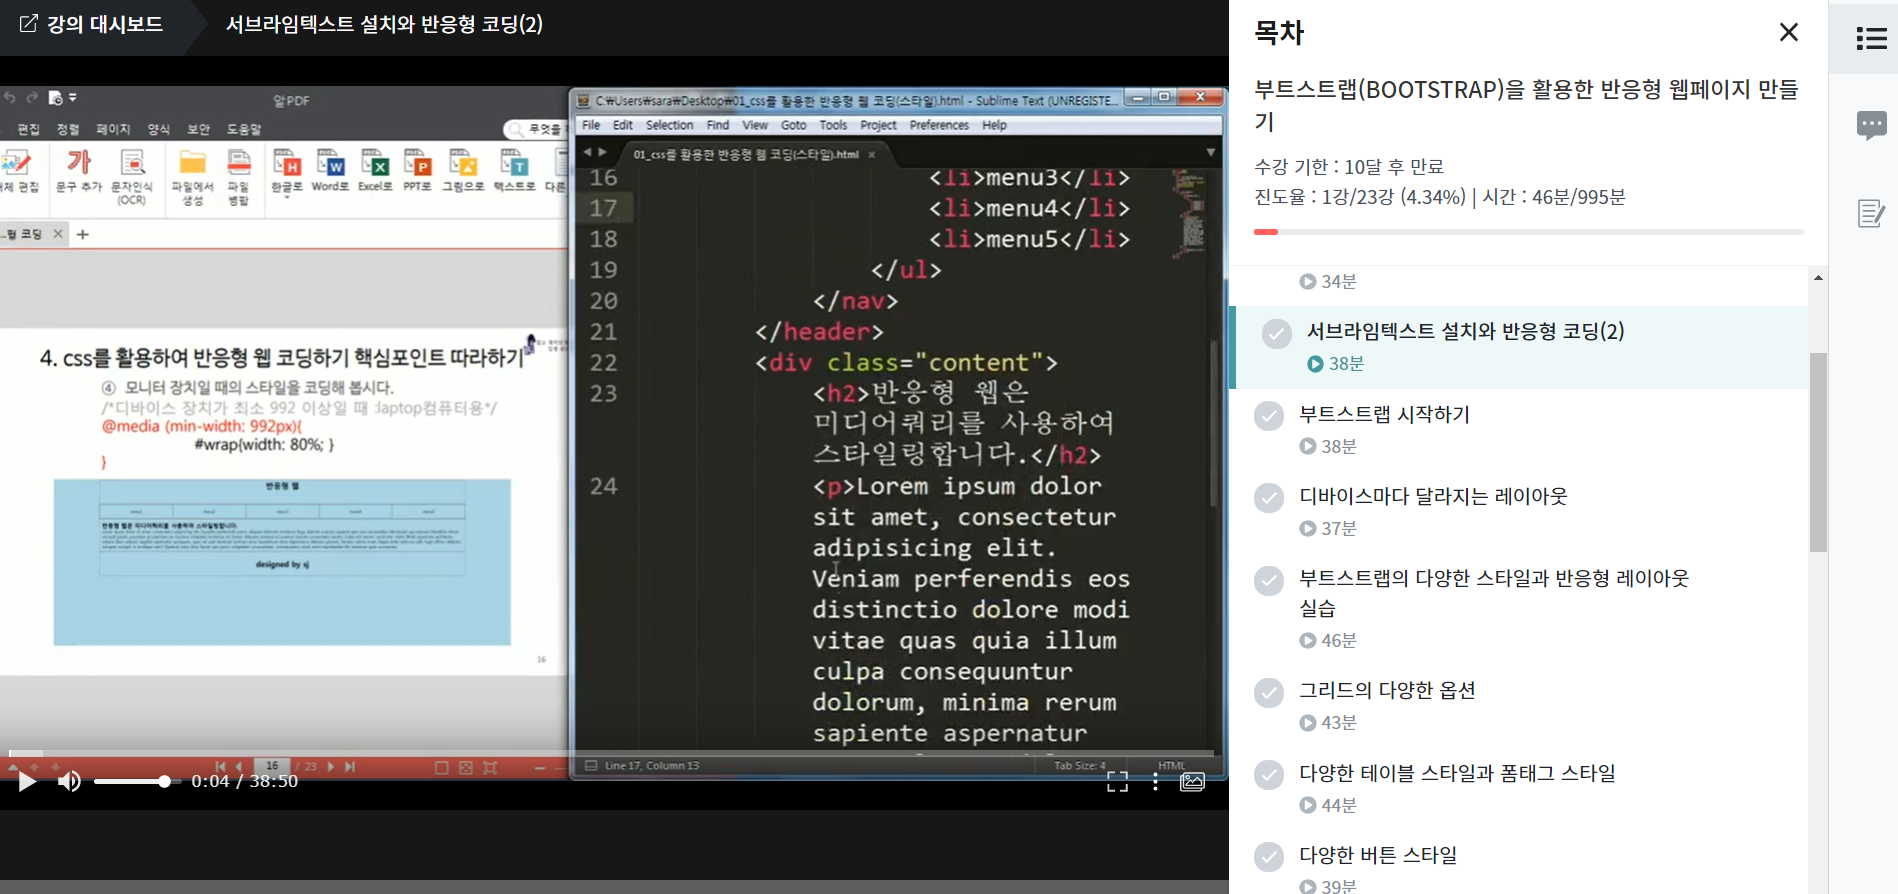 강의 대시보드
서브라임텍스트 설치와 반응형 코딩(2)
알PDF
편집 정렬 페이지 양식 보안 도움말
무엇을
문구 추가
문자인식
(OCR)
파일에서
생성
파일
병합
한글로
Word로
Excel로
PPT로
그림으로
텍스트로
다른
4. css를 활용하여 반응형 웹 코딩하기 핵심포인트 따라하기
④ 모니터 장치일 때의 스타일을 코딩해 봅시다.
/*디바이스 장치가 최소 992 이상일 때 :laptop컴퓨터용*/
@media (min-width: 992px){
#wrap{width: 80%; }
}
반응형 웹
반응형 웹은 미디어쿼리를 사용하여 스타일링합니다.
designed by sj
16
16 / 23
C:₩Users₩sara₩Desktop₩01_css를 활용한 반응형 웹 코딩(스타일).html - Sublime Text (UNREGISTE...
File Edit Selection Find View Goto Tools Project Preferences Help
01_css를 활용한 반응형 웹 코딩(스타일).html
16 <li>menu3</li>
17 <li>menu4</li>
18 <li>menu5</li>
19 </ul>
20 </nav>
21 </header>
22 <div class="content">
23 <h2>반응형 웹은
미디어쿼리를 사용하여
스타일링합니다.</h2>
24 <p>Lorem ipsum dolor
sit amet, consectetur
adipisicing elit.
Veniam perferendis eos
distinctio dolore modi
vitae quas quia illum
culpa consequuntur
dolorum, minima rerum
sapiente aspernatur
Line 17, Column 13
Tab Size: 4
HTML
0:04 / 38:50
목차
부트스트랩(BOOTSTRAP)을 활용한 반응형 웹페이지 만들
기
수강 기한 : 10달 후 만료
진도율 : 1강/23강 (4.34%) | 시간 : 46분/995분
34분
서브라임텍스트 설치와 반응형 코딩(2)
38분
부트스트랩 시작하기
38분
디바이스마다 달라지는 레이아웃
37분
부트스트랩의 다양한 스타일과 반응형 레이아웃
실습
46분
그리드의 다양한 옵션
43분
다양한 테이블 스타일과 폼태그 스타일
44분
다양한 버튼 스타일
39분